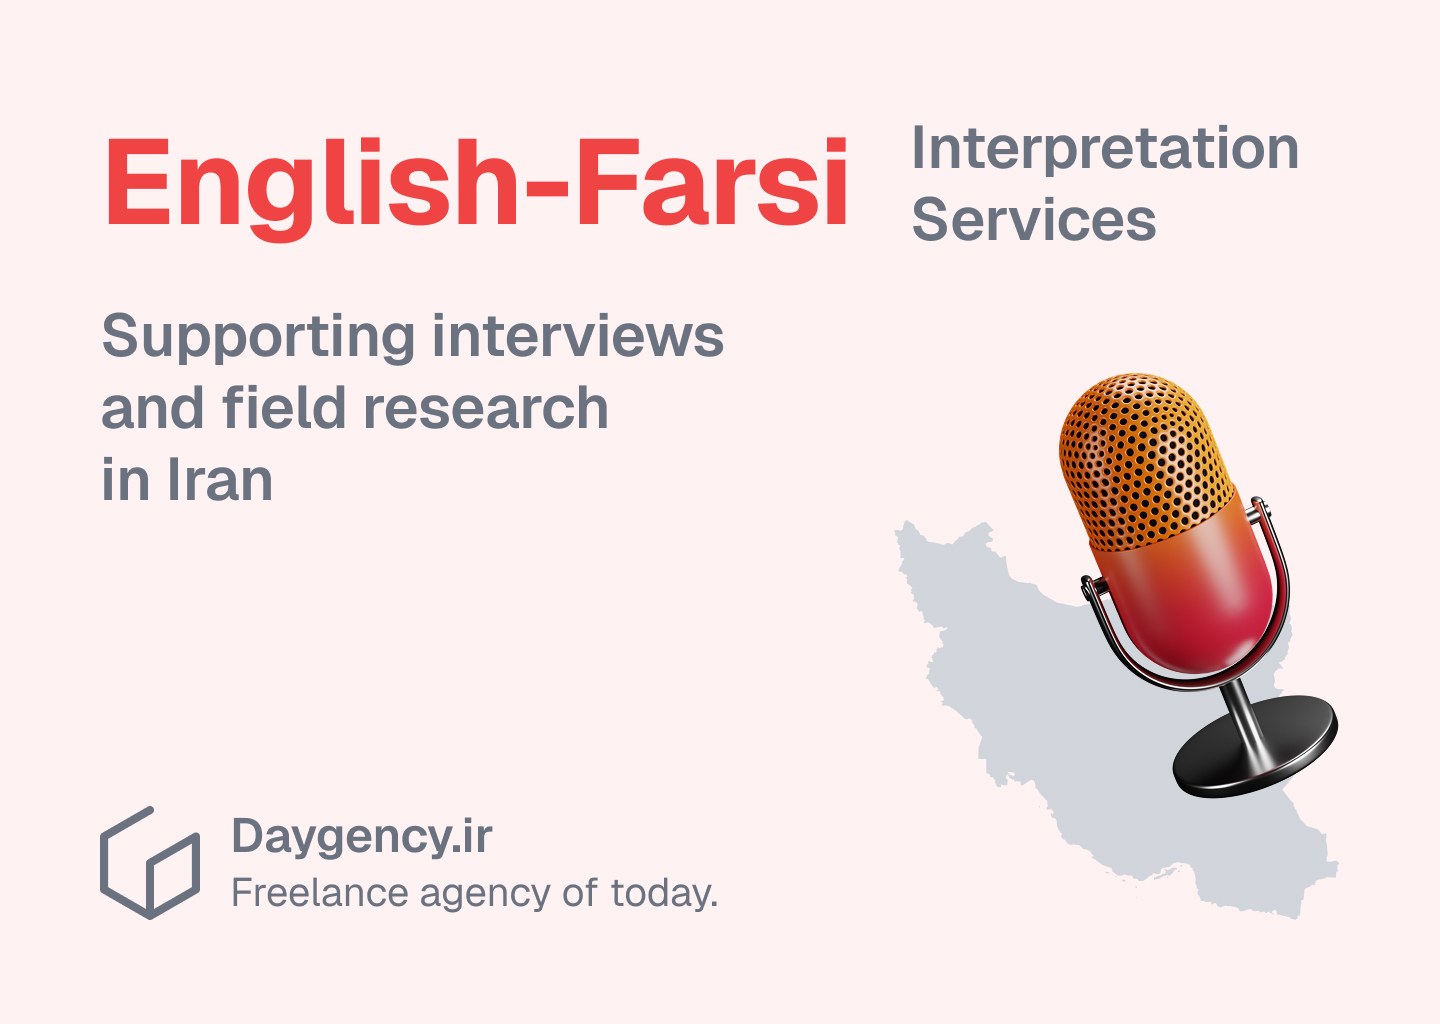 English-Farsi
Interpretation
Services
Supporting interviews
and field research
in Iran
Daygency.ir
Freelance agency of today.